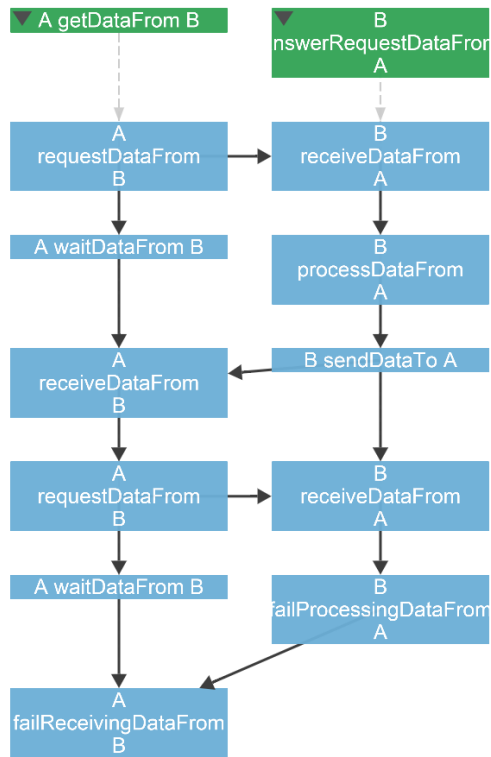 A getDataFrom B
B
nswerRequestDataFron
A
A
requestDataFrom
B
B
receiveDataFrom
A
A waitDataFrom B
B
processDataFrom
A
A
receiveDataFrom
B
B sendDataTo A
A
requestDataFrom
B
B
receiveDataFrom
A
A waitDataFrom B
B
failProcessingDataFrom
A
A
failReceivingDataFrom
B